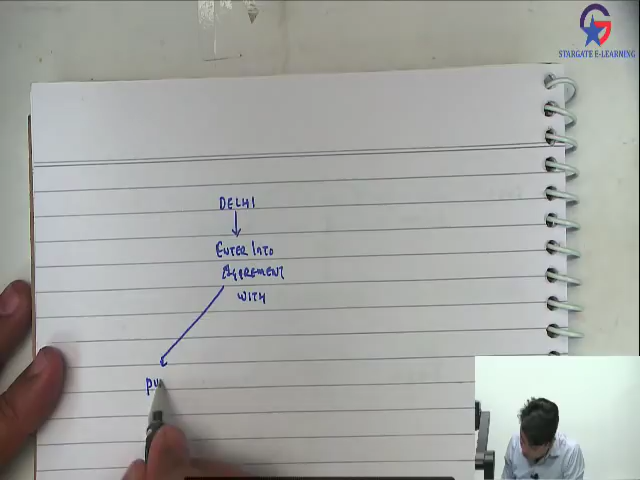 STARGATE E-LEARNING
DELHI
ENTER INTO
AGREEMENT
WITH
PU